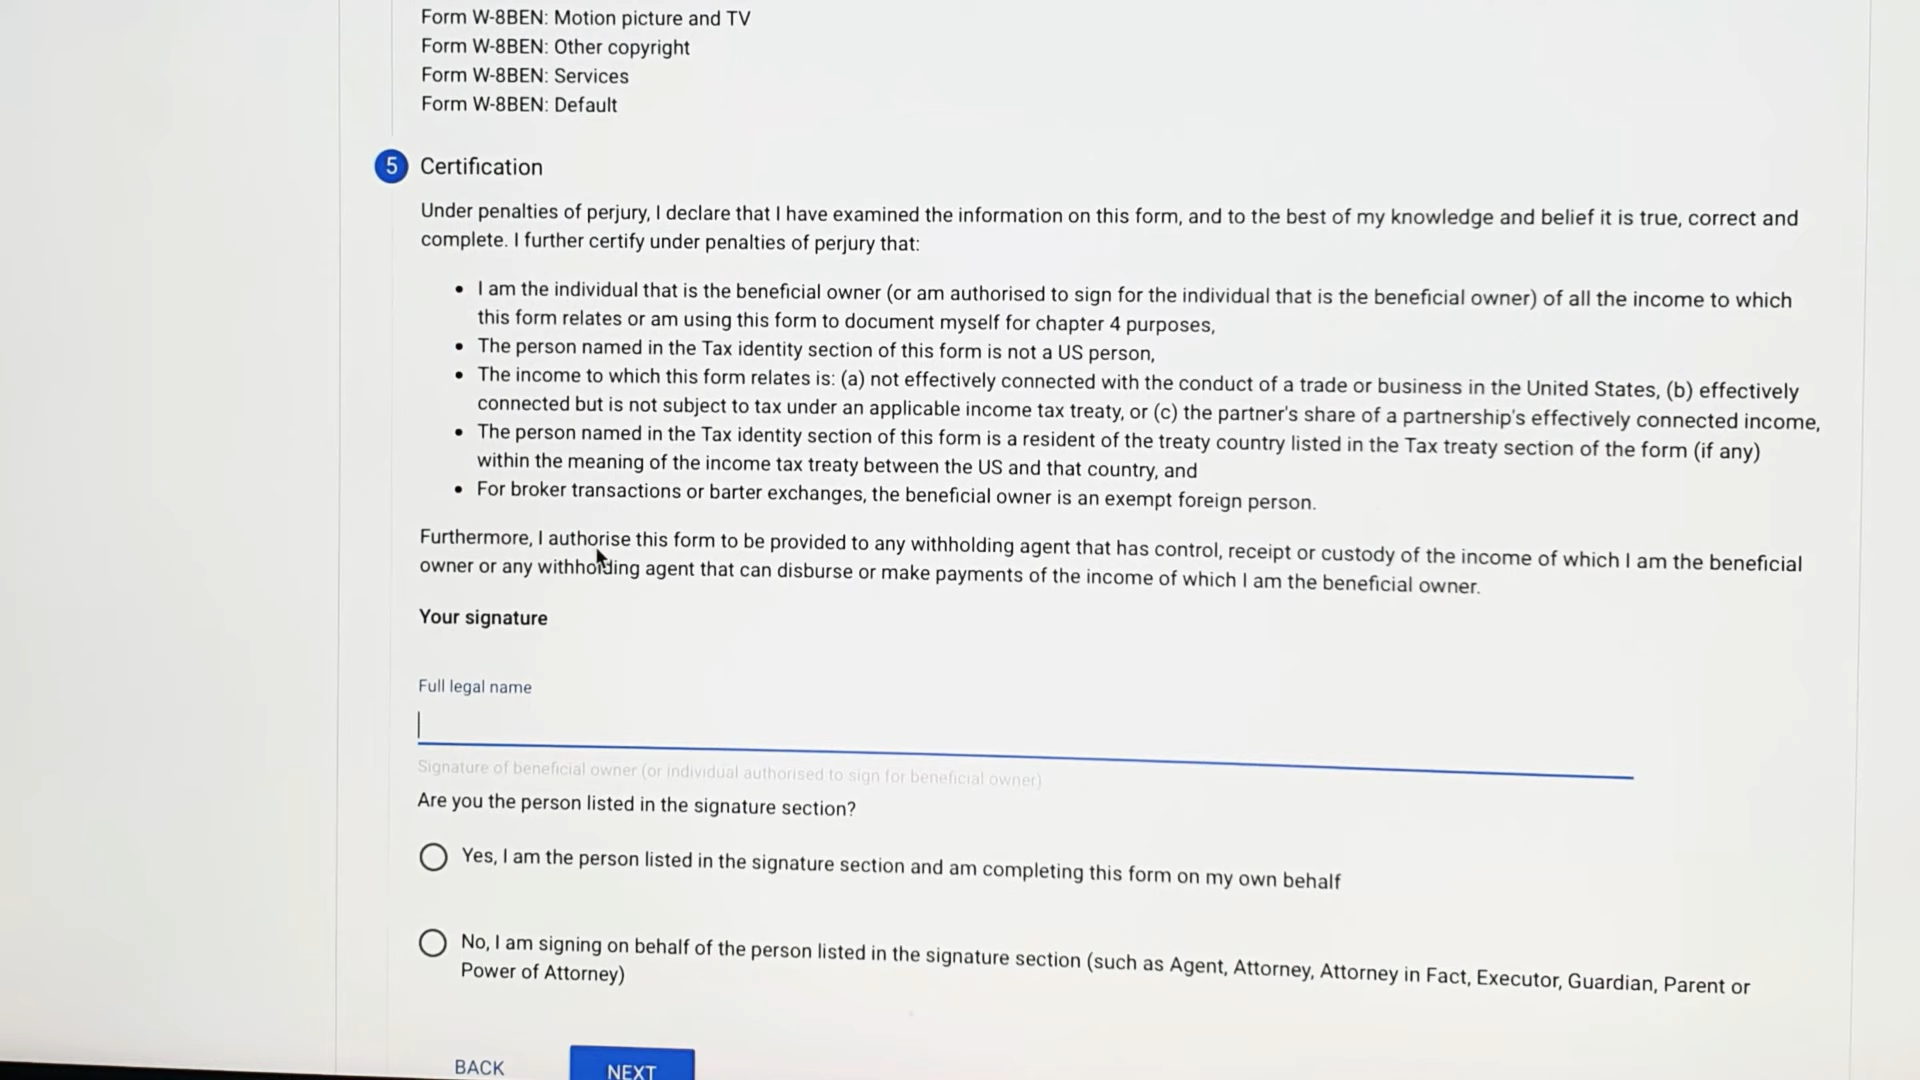 Form W-8BEN: Motion picture and TV
Form W-8BEN: Other copyright
Form W-8BEN: Services
Form W-8BEN: Default
5 Certification
Under penalties of perjury, I declare that I have examined the information on this form, and to the best of my knowledge and belief it is true, correct and
complete. I further certify under penalties of perjury that:
• I am the individual that is the beneficial owner (or am authorised to sign for the individual that is the beneficial owner) of all the income to which
this form relates or am using this form to document myself for chapter 4 purposes,
• The person named in the Tax identity section of this form is not a US person,
• The income to which this form relates is: (a) not effectively connected with the conduct of a trade or business in the United States, (b) effectively
connected but is not subject to tax under an applicable income tax treaty, or (c) the partner's share of a partnership's effectively connected income,
• The person named in the Tax identity section of this form is a resident of the treaty country listed in the Tax treaty section of the form (if any)
within the meaning of the income tax treaty between the US and that country, and
• For broker transactions or barter exchanges, the beneficial owner is an exempt foreign person.
Furthermore, I authorise this form to be provided to any withholding agent that has control, receipt or custody of the income of which I am the beneficial
owner or any withholding agent that can disburse or make payments of the income of which I am the beneficial owner.
Your signature
Full legal name
Signature of beneficial owner (or individual authorised to sign for beneficial owner)
Are you the person listed in the signature section?
Yes, I am the person listed in the signature section and am completing this form on my own behalf
No, I am signing on behalf of the person listed in the signature section (such as Agent, Attorney, Attorney in Fact, Executor, Guardian, Parent or
Power of Attorney)
BACK
NEXT